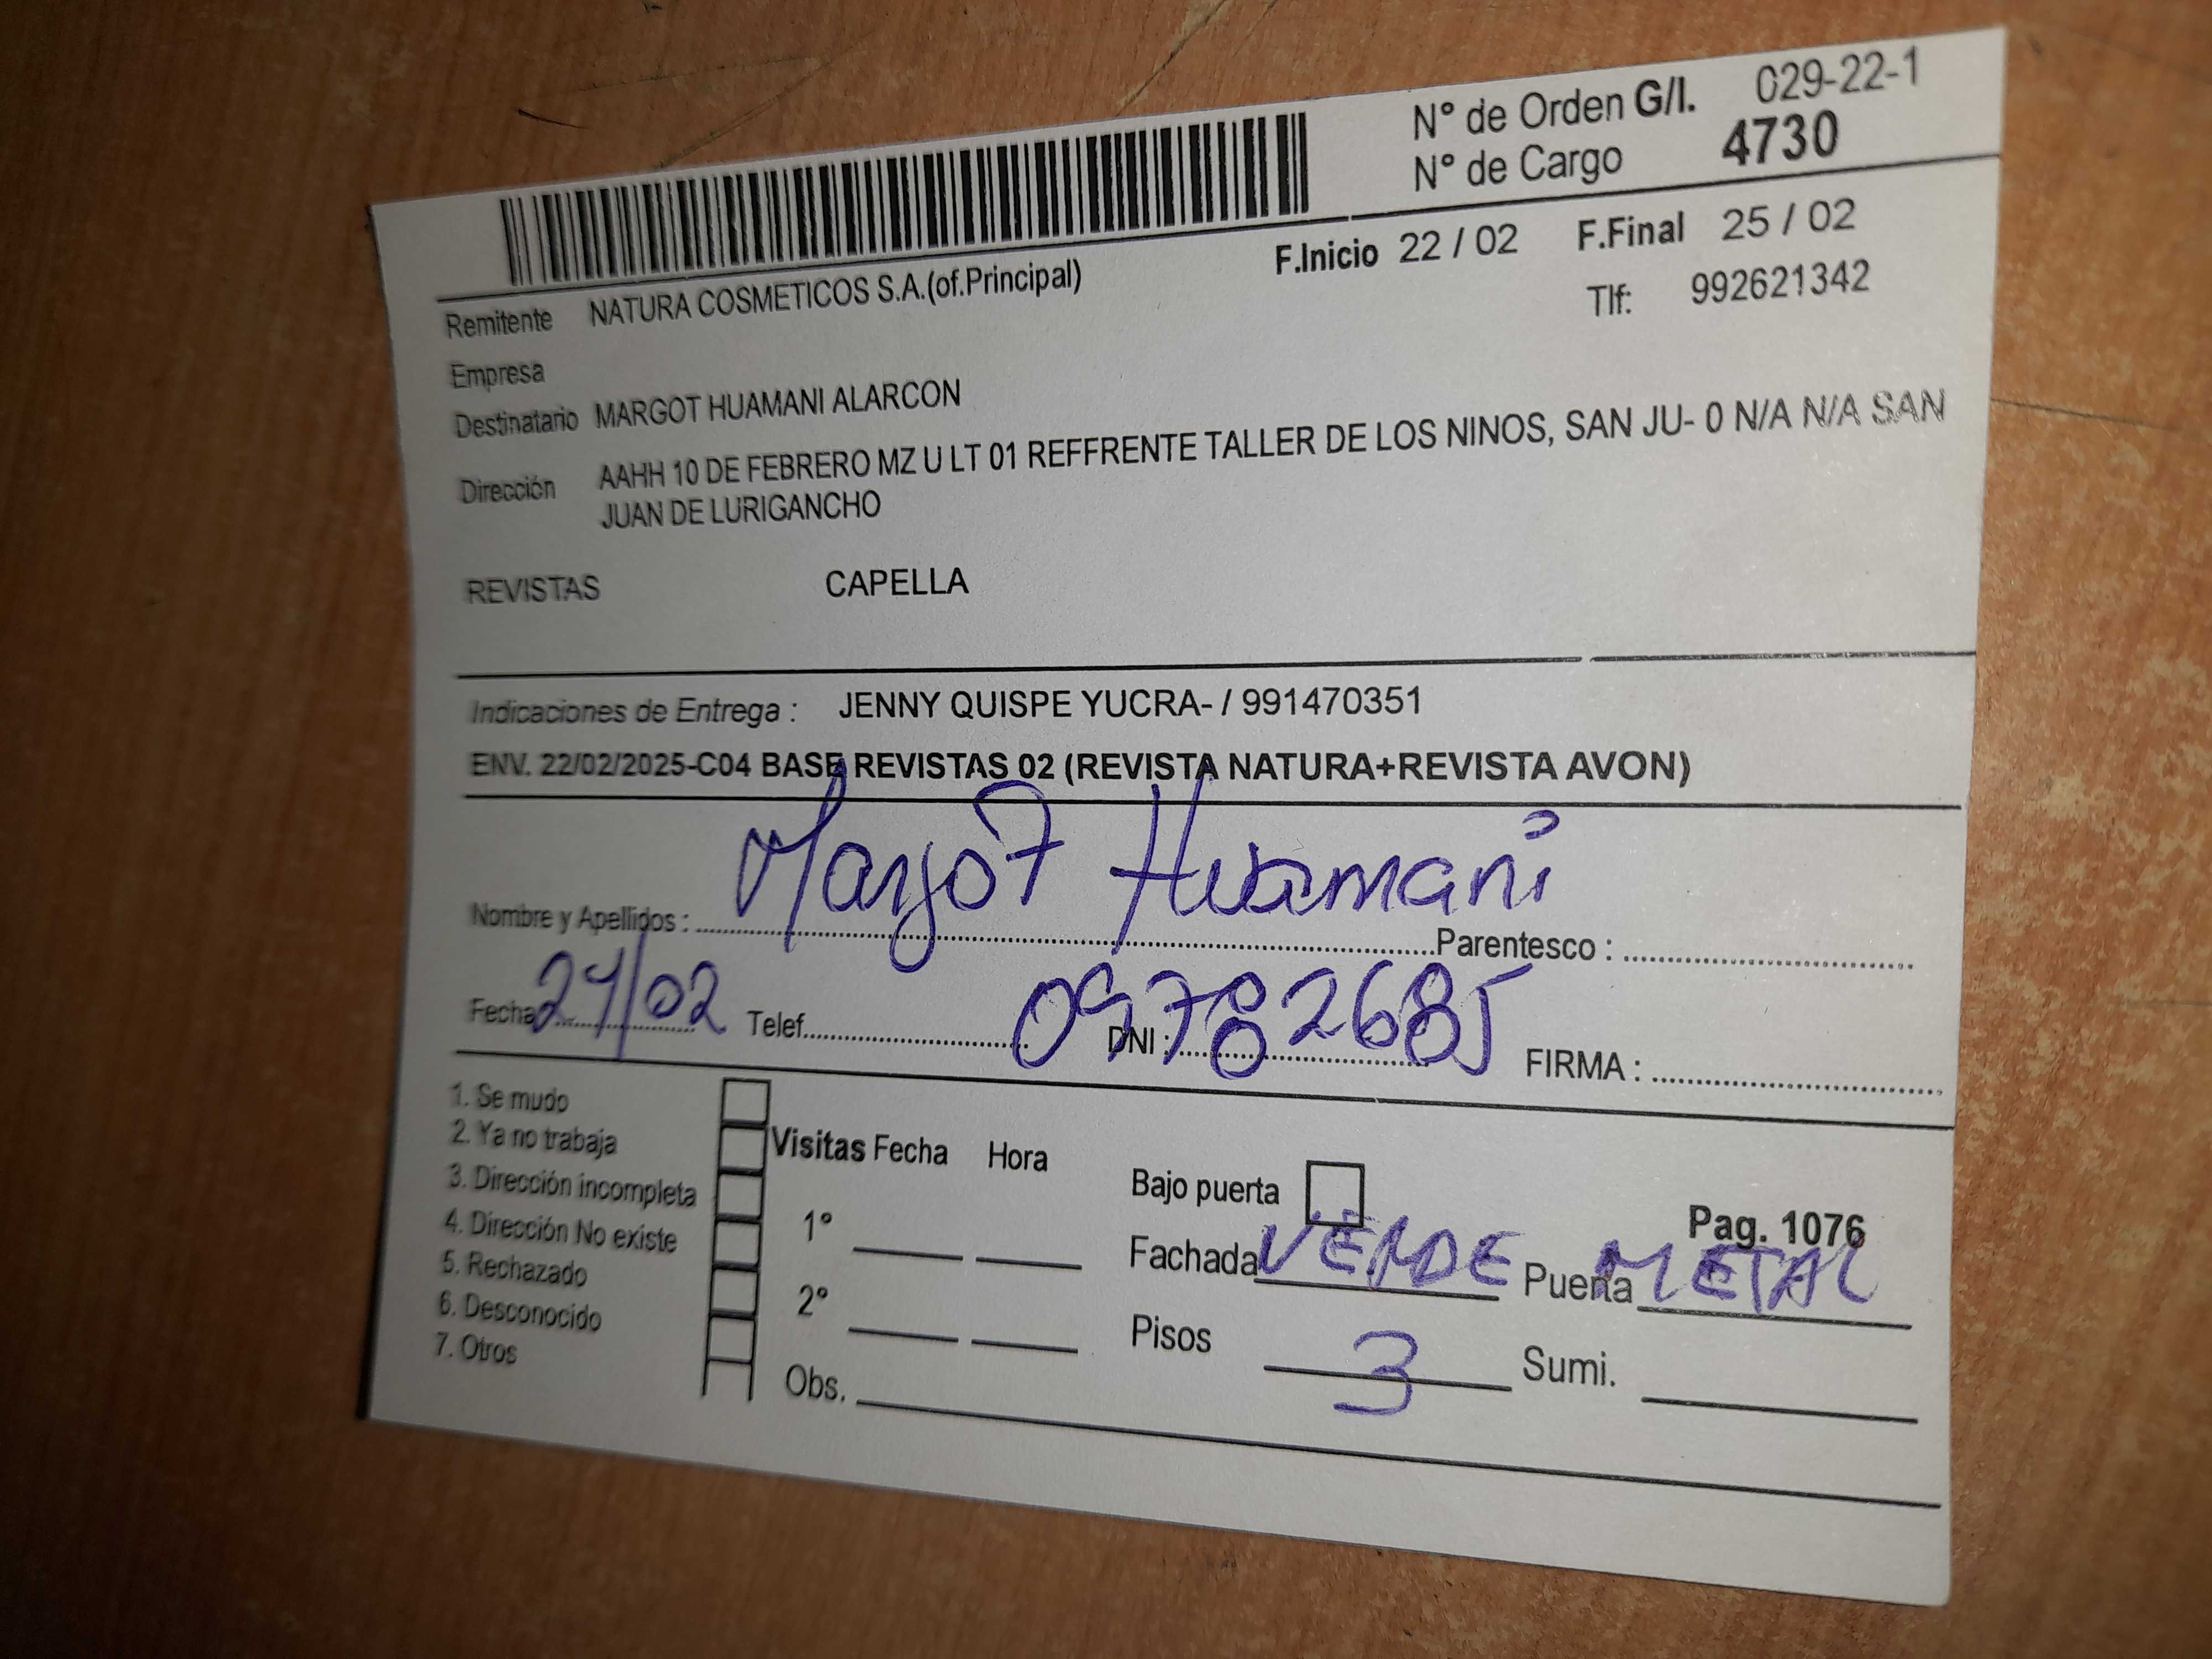 N° de Orden G/I. 029-22-1
N° de Cargo 4730
F.Inicio 22 / 02 F.Final 25 / 02
Remitente NATURA COSMETICOS S.A.(of.Principal) Tlf: 992621342
Empresa
Destinatario MARGOT HUAMANI ALARCON
Dirección AAHH 10 DE FEBRERO MZ U LT 01 REFFRENTE TALLER DE LOS NINOS, SAN JU- 0 N/A N/A SAN
JUAN DE LURIGANCHO
REVISTAS CAPELLA
Indicaciones de Entrega : JENNY QUISPE YUCRA- / 991470351
ENV. 22/02/2025-C04 BASE REVISTAS 02 (REVISTA NATURA+REVISTA AVON)
Nombre y Apellidos : Margot Huamani Parentesco :
Fecha 24/02 Telef. DNI : 09782685 FIRMA :
1. Se mudo
2. Ya no trabaja
3. Dirección incompleta
4. Dirección No existe
5. Rechazado
6. Desconocido
7. Otros
Visitas Fecha Hora
1°
2°
Obs.
Bajo puerta Pag. 1076
Fachada VERDE Puerta METAL
Pisos 3 Sumi.